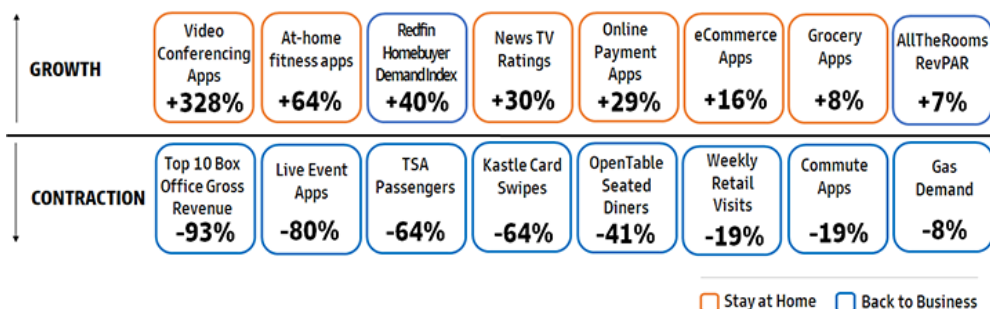 GROWTH
Video
Conferencing
Apps
+328%
At-home
fitness apps
+64%
Redfin
Homebuyer
Demand Index
+40%
News TV
Ratings
+30%
Online
Payment
Apps
+29%
eCommerce
Apps
+16%
Grocery
Apps
+8%
AllTheRooms
RevPAR
+7%
CONTRACTION
Top 10 Box
Office Gross
Revenue
-93%
Live Event
Apps
-80%
TSA
Passengers
-64%
Kastle Card
Swipes
-64%
OpenTable
Seated
Diners
-41%
Weekly
Retail
Visits
-19%
Commute
Apps
-19%
Gas
Demand
-8%
Stay at Home
Back to Business